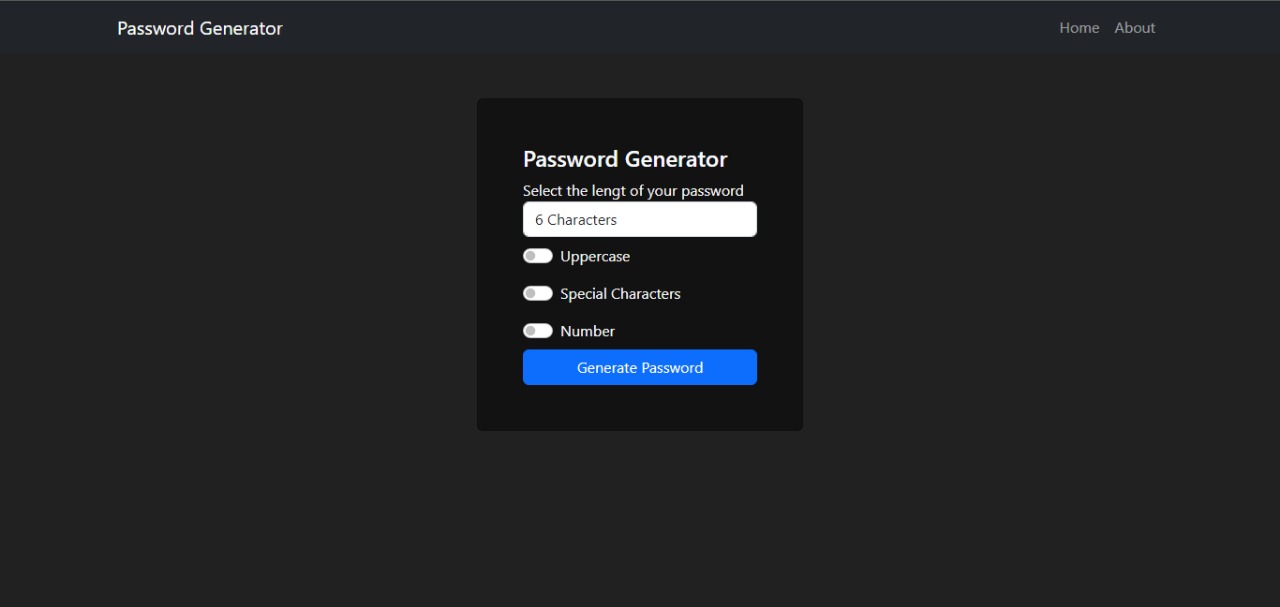 Password Generator
Home About
Password Generator
Select the lengt of your password
6 Characters
Uppercase
Special Characters
Number
Generate Password